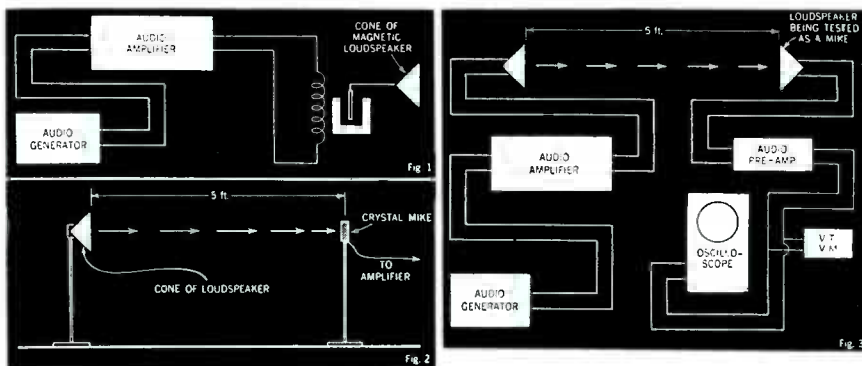 AUDIO
AMPLIFIER
CONE OF
MAGNETIC
LOUDSPEAKER
AUDIO
GENERATOR
Fig 1
5 ft.
CRYSTAL MIKE
TO
AMPLIFIER
CONE OF LOUDSPEAKER
Fig. 2
LOUDSPEAKER
BEING TESTED
AS A MIKE
5 ft.
AUDIO
AMPLIFIER
AUDIO
PRE-AMP
OSCILLO-
SCOPE
V.T.
V.M.
AUDIO
GENERATOR
Fig. 3